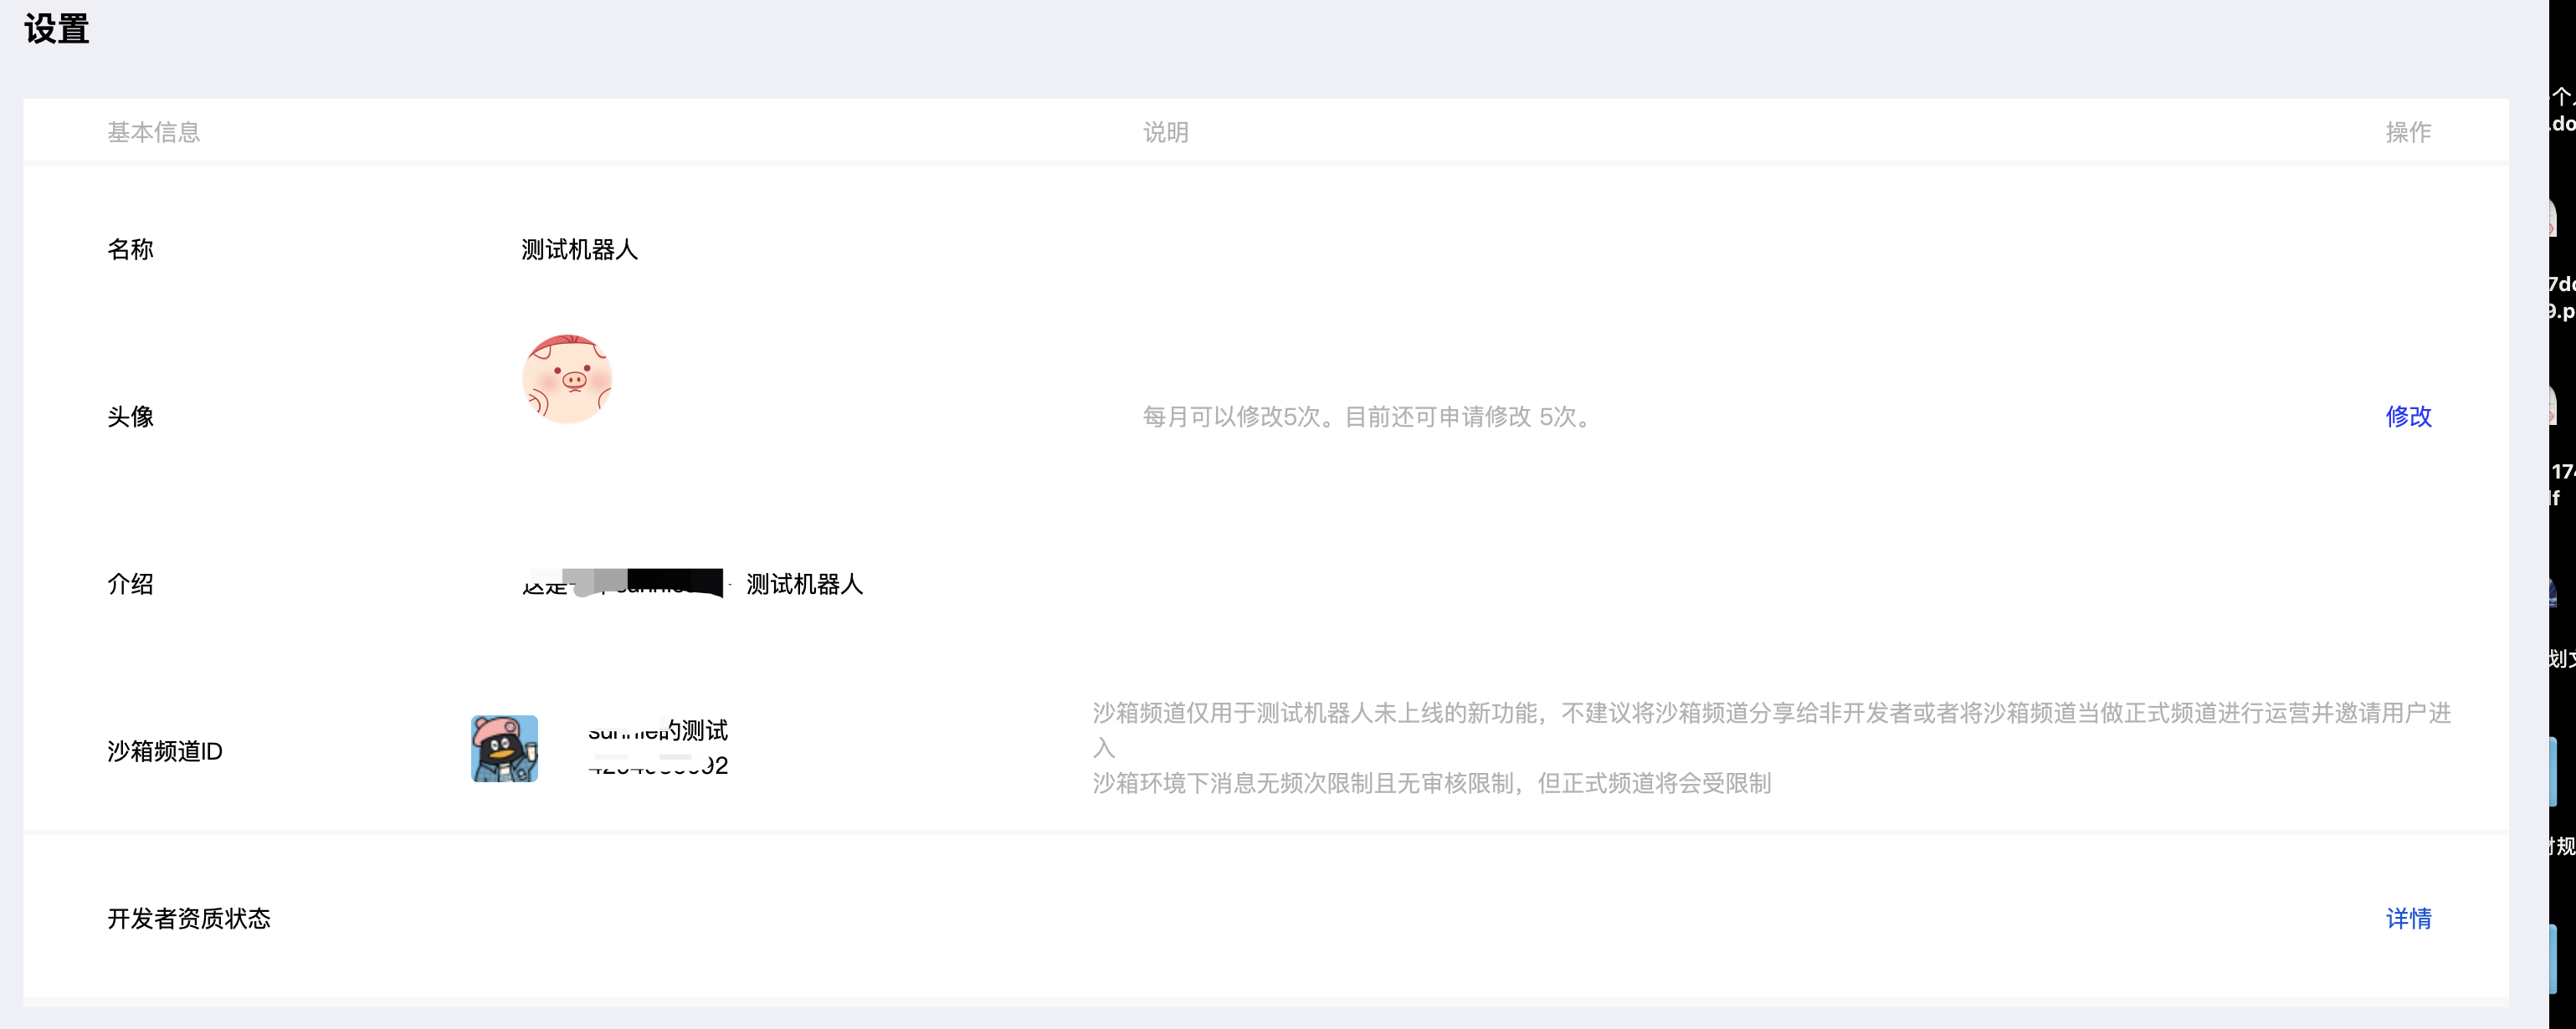 设置
基本信息 说明 操作
名称 测试机器人
头像 每月可以修改5次。目前还可申请修改 5次。 修改
介绍 测试机器人
沙箱频道ID
的测试
沙箱频道仅用于测试机器人未上线的新功能，不建议将沙箱频道分享给非开发者或者将沙箱频道当做正式频道进行运营并邀请用户进
入
沙箱环境下消息无频次限制且无审核限制，但正式频道将会受限制
开发者资质状态 详情